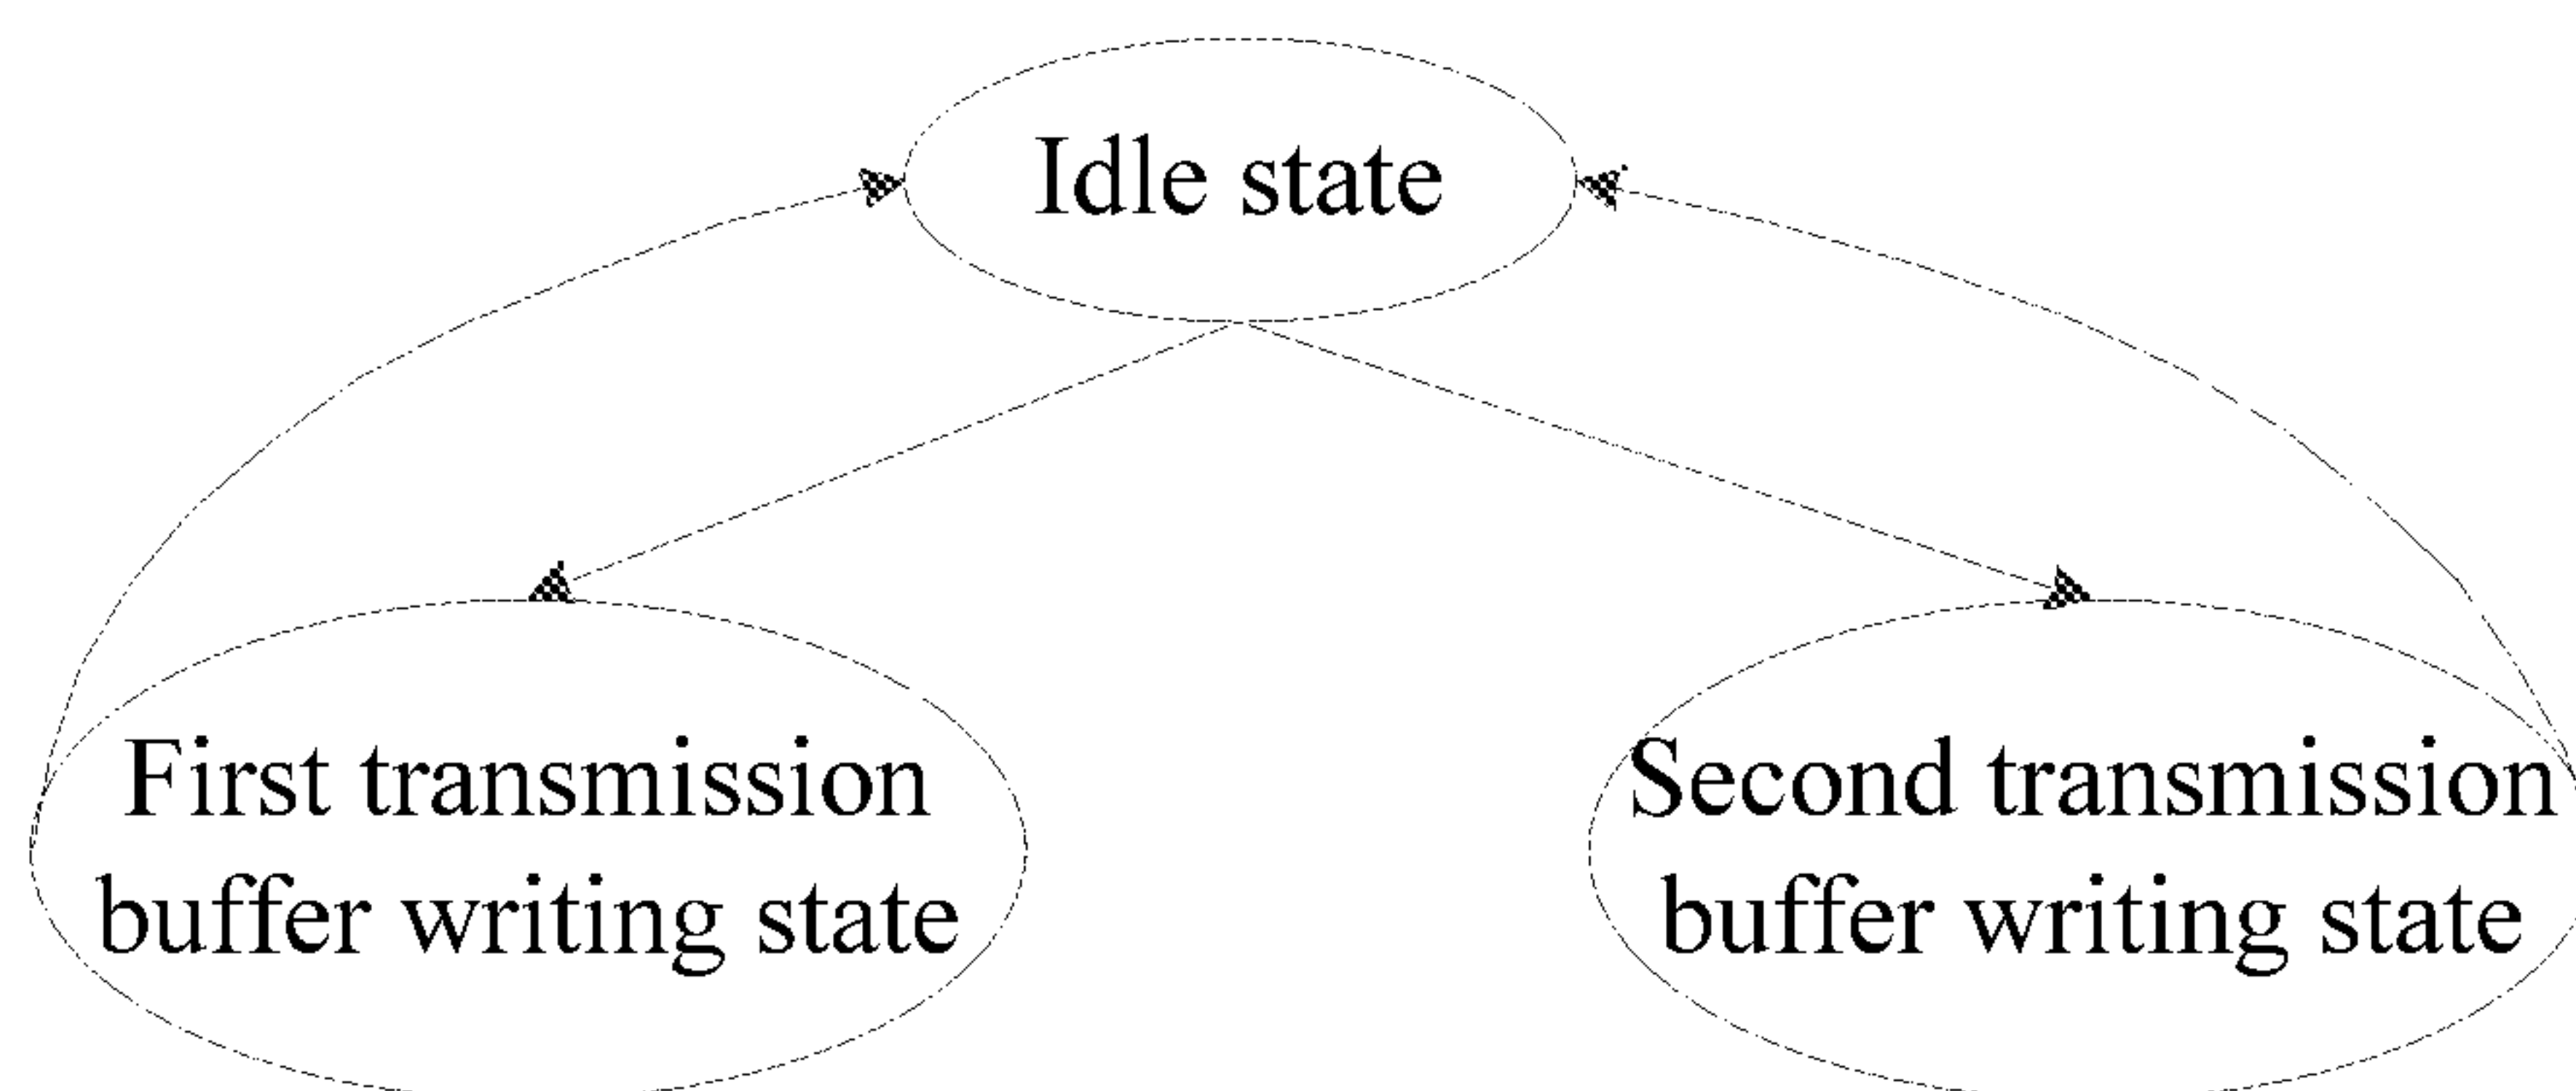 Idle state
First transmission
buffer writing state
Second transmission
buffer writing state